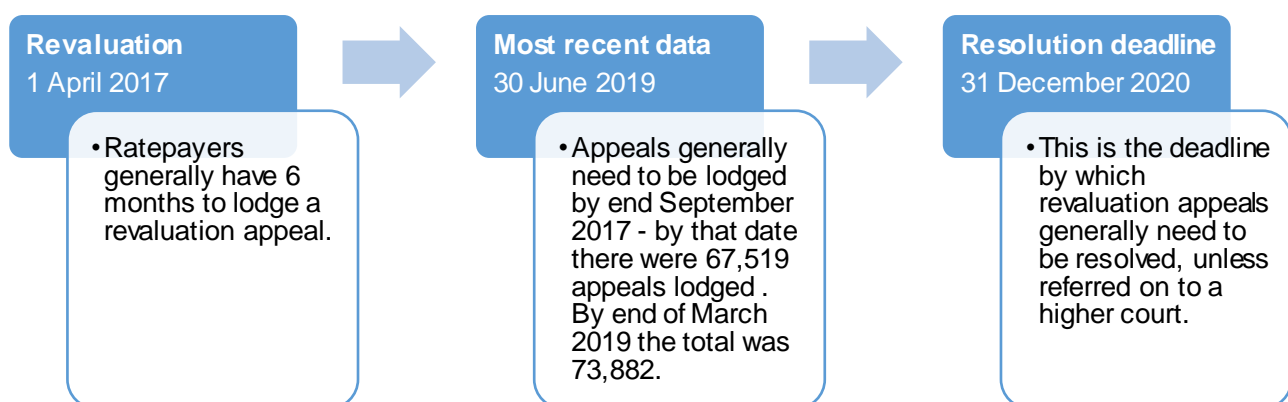 Revaluation
1 April 2017
•Ratepayers
generally have 6
months to lodge a
revaluation appeal.
Most recent data
30 June 2019
•Appeals generally
need to be lodged
by end September
2017 - by that date
there were 67,519
appeals lodged .
By end of March
2019 the total was
73,882.
Resolution deadline
31 December 2020
•This is the deadline
by which
revaluation appeals
generally need to
be resolved, unless
referred on to a
higher court.